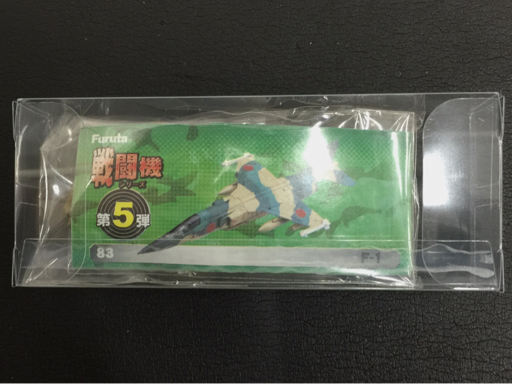 Furuta
戦闘機
シリーズ
第5弾
83
F-1